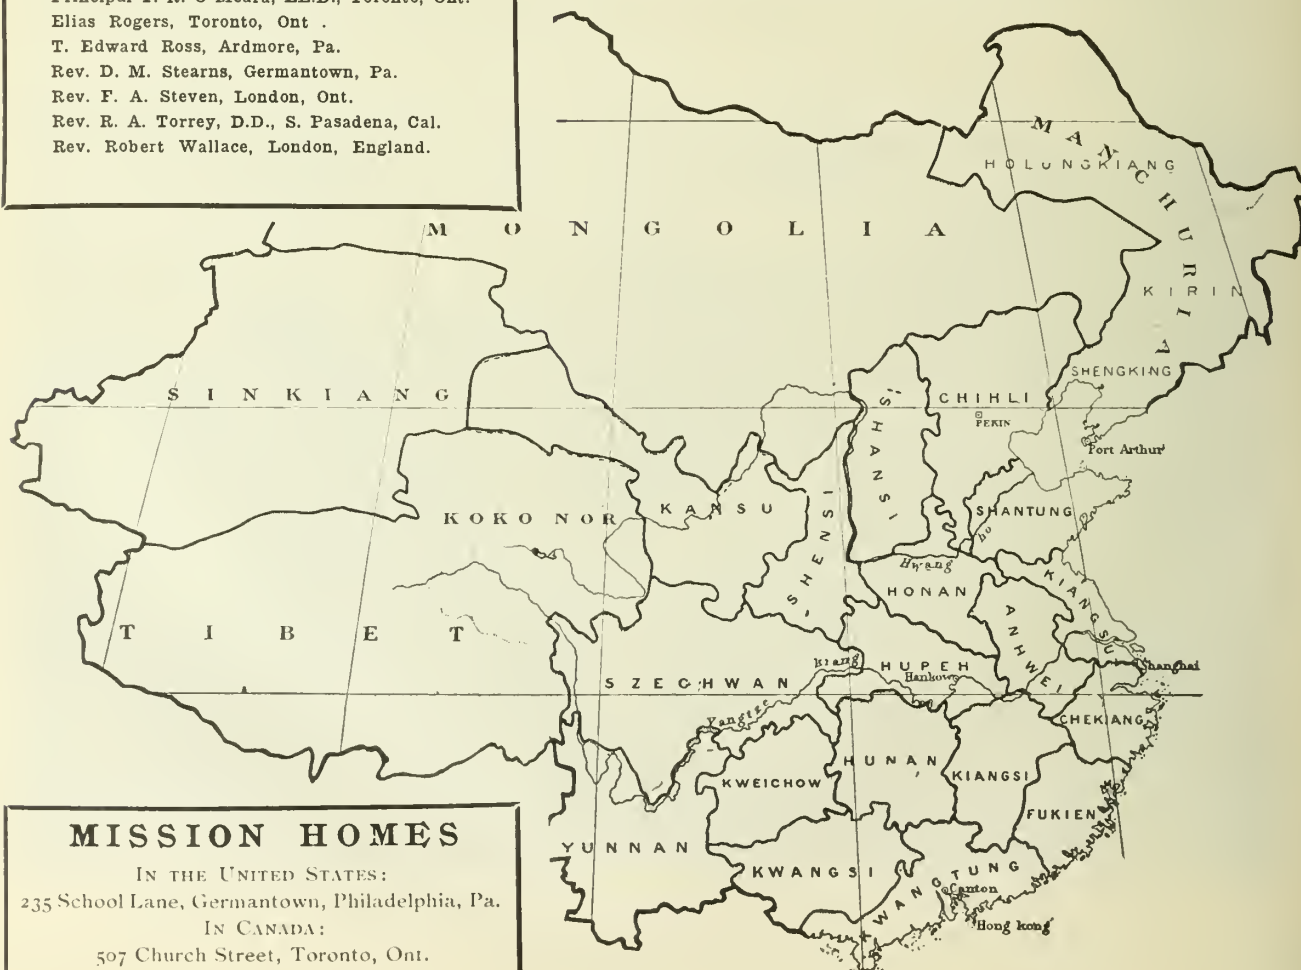 Elias Rogers, Toronto, Ont .
T. Edward Ross, Ardmore, Pa.
Rev. D. M. Stearns, Germantown, Pa.
Rev. F. A. Steven, London, Ont.
Rev. R. A. Torrey, D.D., S. Pasadena, Cal.
Rev. Robert Wallace, London, England.
MANCHURIA
HOLUNGKIANG
MONGOLIA
KIRIN
SHENGKING
SINKIANG
CHIHLI
PEKIN
SHANSI
Port Arthur
KOKO NOR
KANSU
SHENSI
SHANTUNG
Hwang
ho
HONAN
KIANGSU
ANHWEI
TIBET
SZECHWAN
Kiang
HUPEH
Hankow
Shanghai
Yangtze
CHEKIANG
KWEICHOW
HUNAN
KIANGSI
FUKIEN
YUNNAN
KWANGSI
KWANGTUNG
Canton
Hong kong
MISSION HOMES
IN THE UNITED STATES:
235 School Lane, Germantown, Philadelphia, Pa.
IN CANADA:
507 Church Street, Toronto, Ont.